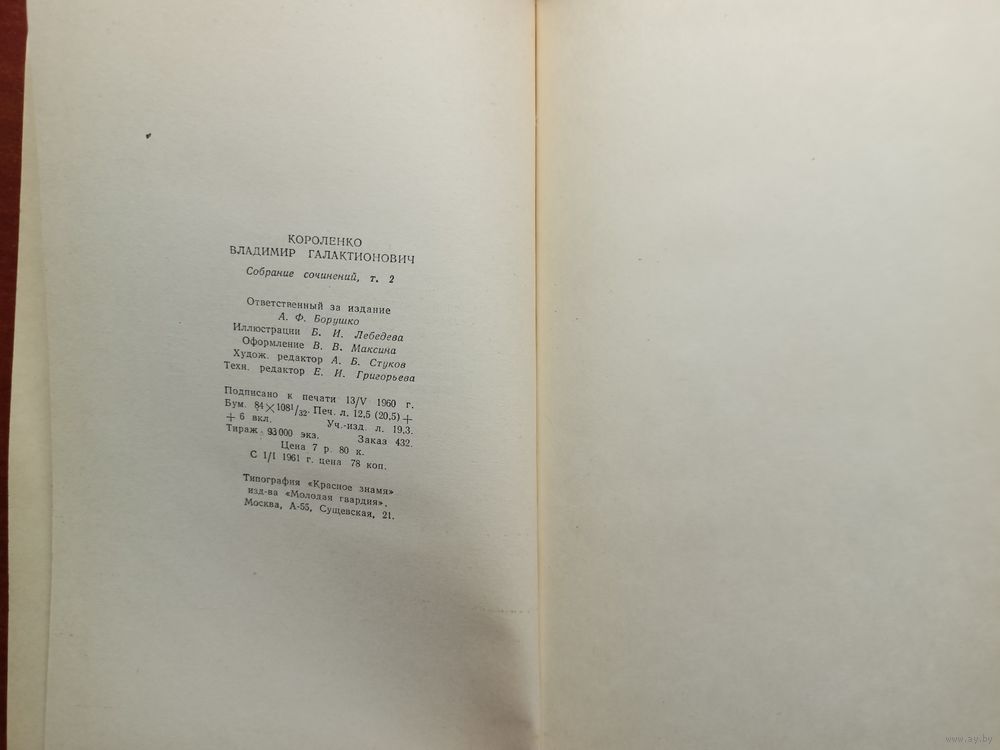 КОРОЛЕНКО
ВЛАДИМИР ГАЛАКТИОНОВИЧ
Собрание сочинений, т. 2
Ответственный за издание
А. Ф. Борушко
Иллюстрации Б. И. Лебедева
Оформление В. В. Максина
Худож. редактор А. Б. Стуков
Техн. редактор Е. И. Григорьева
Подписано к печати 13/V 1960 г.
Бум. 84×108¹/₃₂. Печ. л. 12,5 (20,5)+
+ 6 вкл. Уч.-изд. л. 19,3.
Тираж 93 000 экз. Заказ 432.
Цена 7 р. 80 к.
С 1/I 1961 г. цена 78 коп.
Типография «Красное знамя»
изд-ва «Молодая гвардия».
Москва, А-55, Сущевская, 21.
www.ay.by